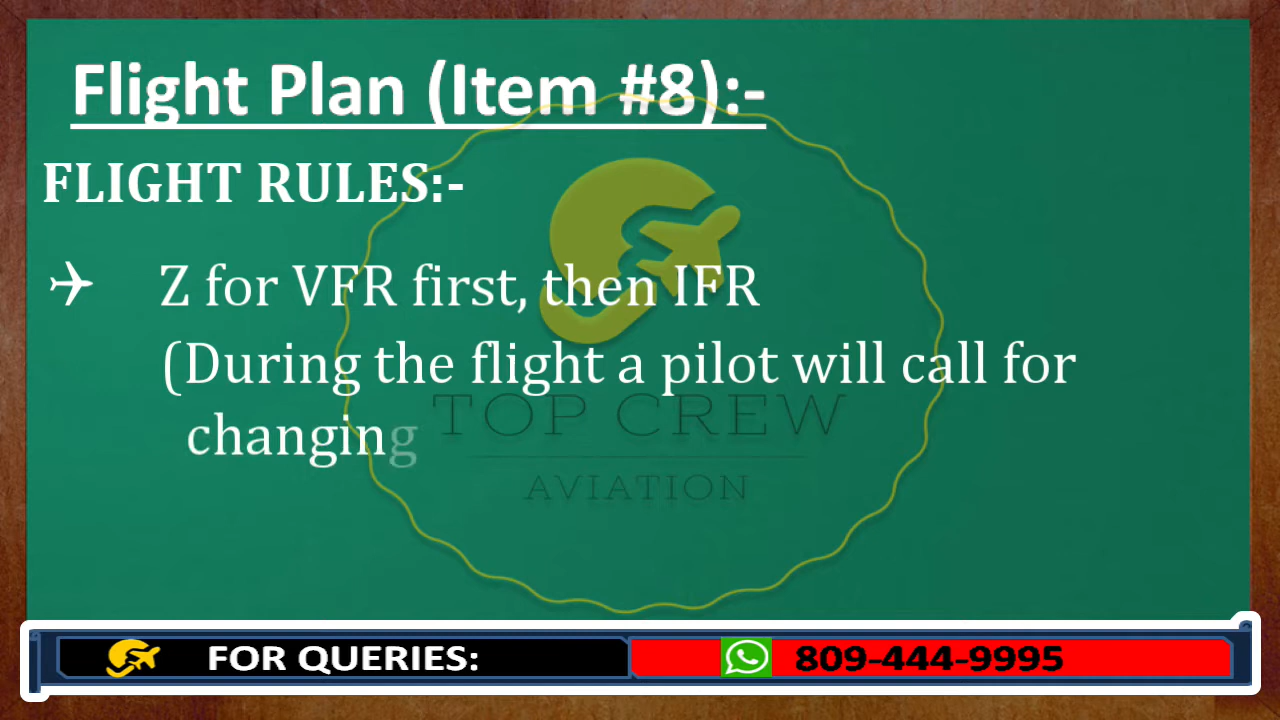 Flight Plan (Item #8):-
FLIGHT RULES:-
Z for VFR first, then IFR
(During the flight a pilot will call for
changing
TOP CREW
AVIATION
FOR QUERIES:
809-444-9995